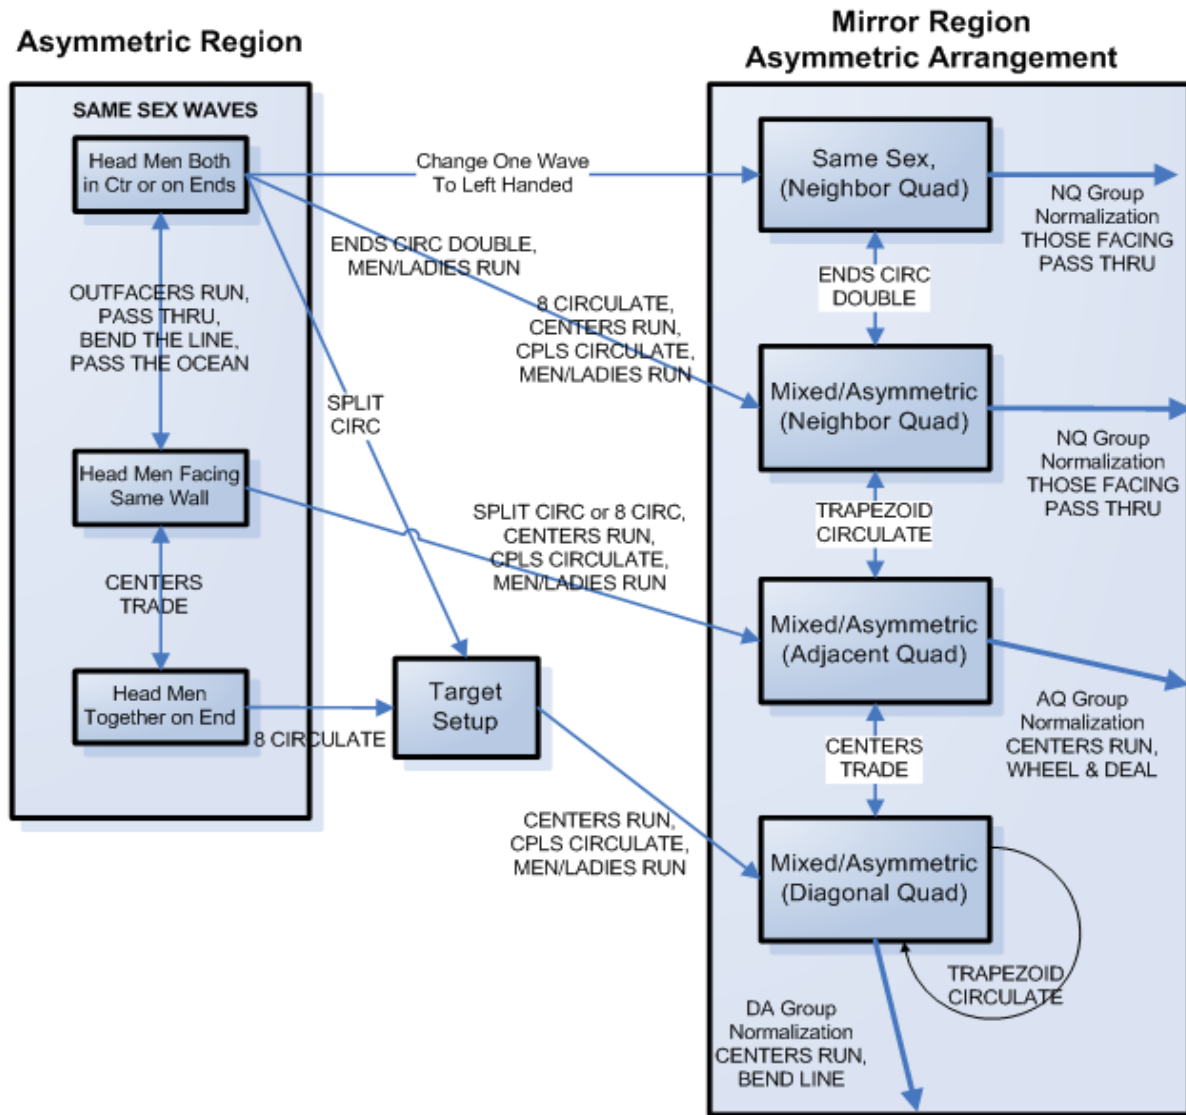 Asymmetric Region
Mirror Region
Asymmetric Arrangement
SAME SEX WAVES
Head Men Both
in Ctr or on Ends
Change One Wave
To Left Handed
Same Sex,
(Neighbor Quad)
NQ Group
Normalization
THOSE FACING
PASS THRU
ENDS CIRC DOUBLE,
MEN/LADIES RUN
OUTFACERS RUN,
PASS THRU,
BEND THE LINE,
PASS THE OCEAN
8 CIRCULATE,
CENTERS RUN,
CPLS CIRCULATE,
MEN/LADIES RUN
ENDS CIRC
DOUBLE
SPLIT
CIRC
Mixed/Asymmetric
(Neighbor Quad)
NQ Group
Normalization
THOSE FACING
PASS THRU
Head Men Facing
Same Wall
SPLIT CIRC or 8 CIRC,
CENTERS RUN,
CPLS CIRCULATE,
MEN/LADIES RUN
TRAPEZOID
CIRCULATE
CENTERS
TRADE
Mixed/Asymmetric
(Adjacent Quad)
AQ Group
Normalization
CENTERS RUN,
WHEEL & DEAL
Head Men
Together on End
8 CIRCULATE
Target
Setup
CENTERS
TRADE
CENTERS RUN,
CPLS CIRCULATE,
MEN/LADIES RUN
Mixed/Asymmetric
(Diagonal Quad)
TRAPEZOID
CIRCULATE
DA Group
Normalization
CENTERS RUN,
BEND LINE